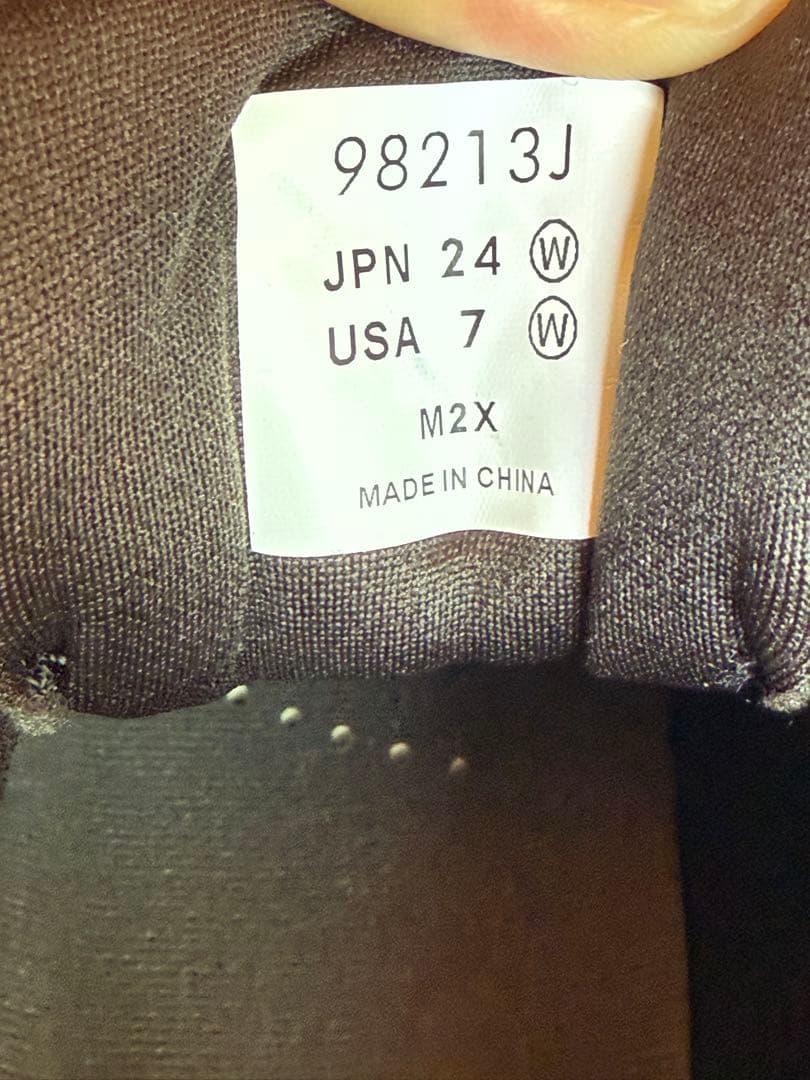 98213J
JPN 24 Ⓦ
USA 7 Ⓦ
M2X
MADE IN CHINA